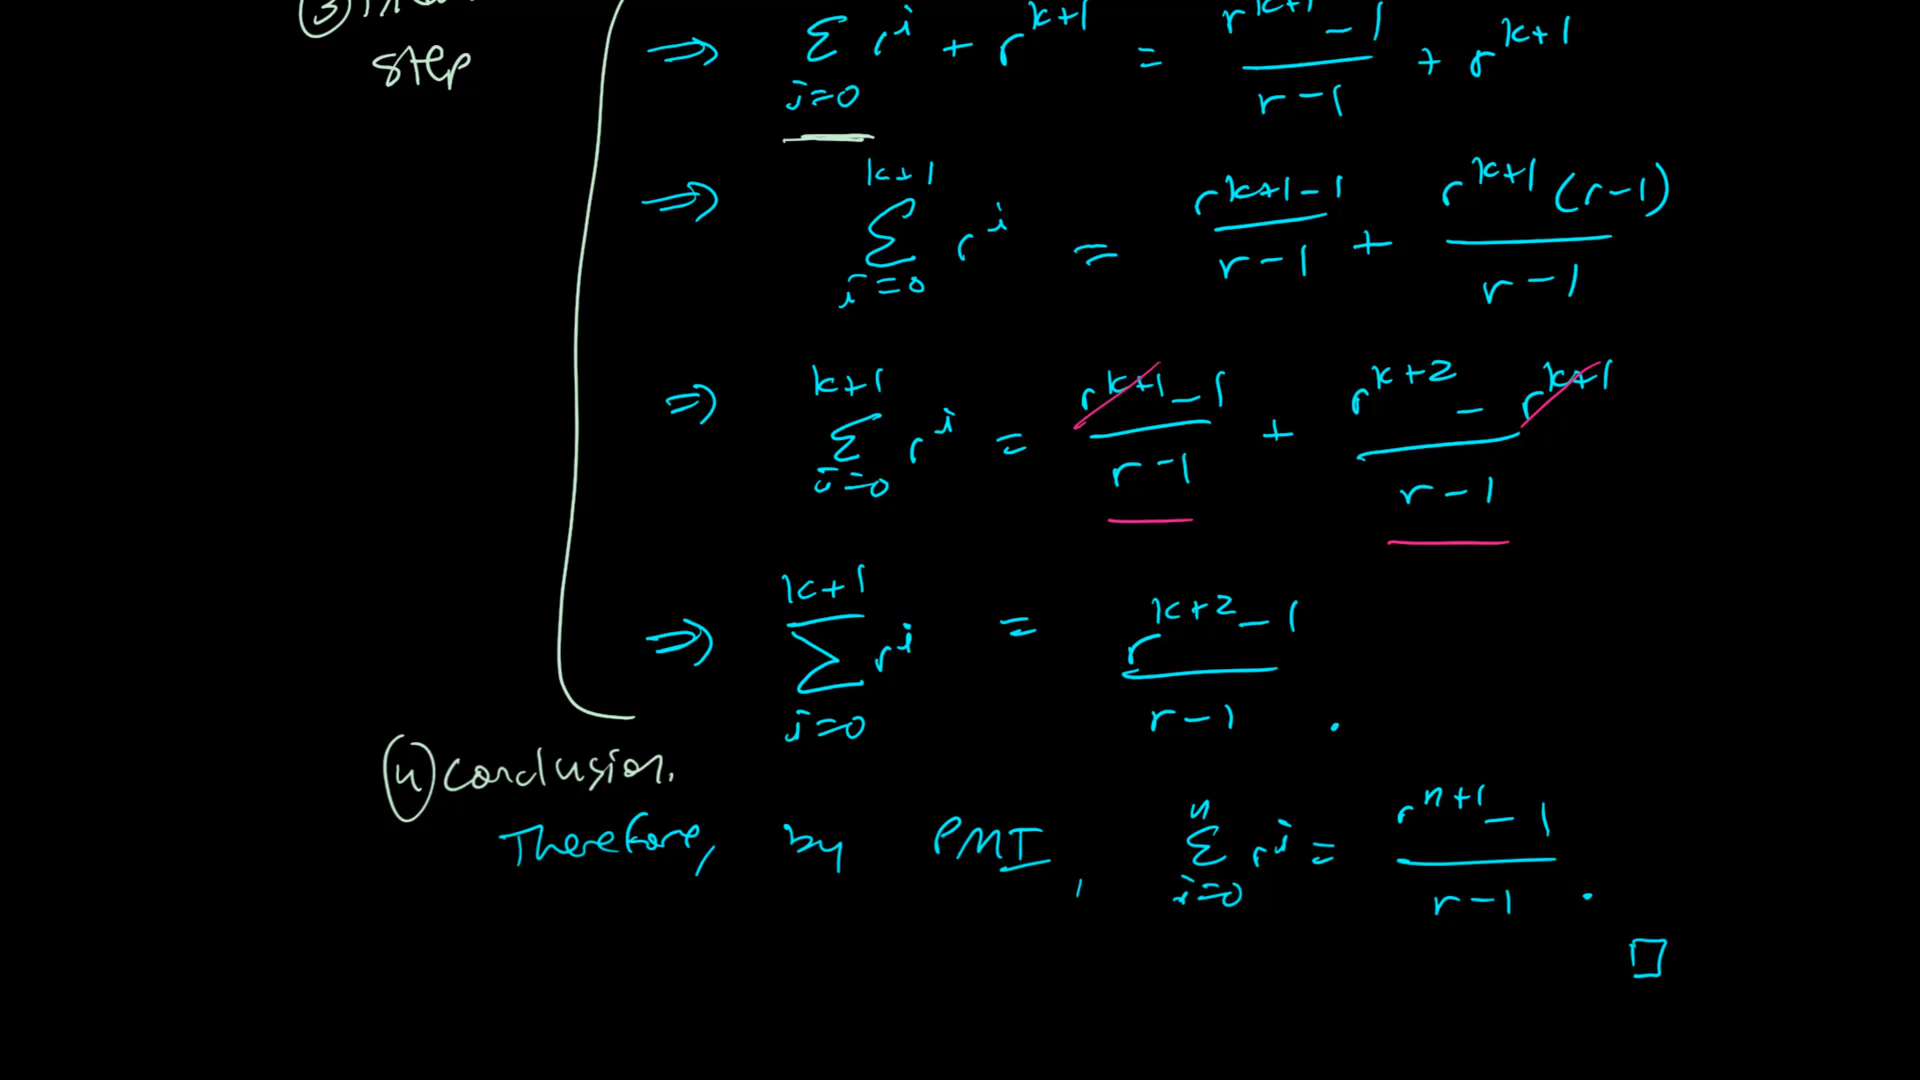 ③
step
⇒ Σ r^i + r^{k+1} = (r^{k+1} - 1)/(r-1) + r^{k+1}
i=0
⇒ Σ_{i=0}^{k+1} r^i = (r^{k+1-1})/(r-1) + (r^{k+1}(r-1))/(r-1)
⇒ Σ_{i=0}^{k+1} r^i = (r^{k+1} - 1)/(r-1) + (r^{k+2} - r^{k+1})/(r-1)
⇒ Σ_{i=0}^{k+1} r^i = (r^{k+2} - 1)/(r-1) .
④ Conclusion.
Therefore, by PMI, Σ_{i=0}^{n} r^i = (r^{n+1} - 1)/(r-1) .
□